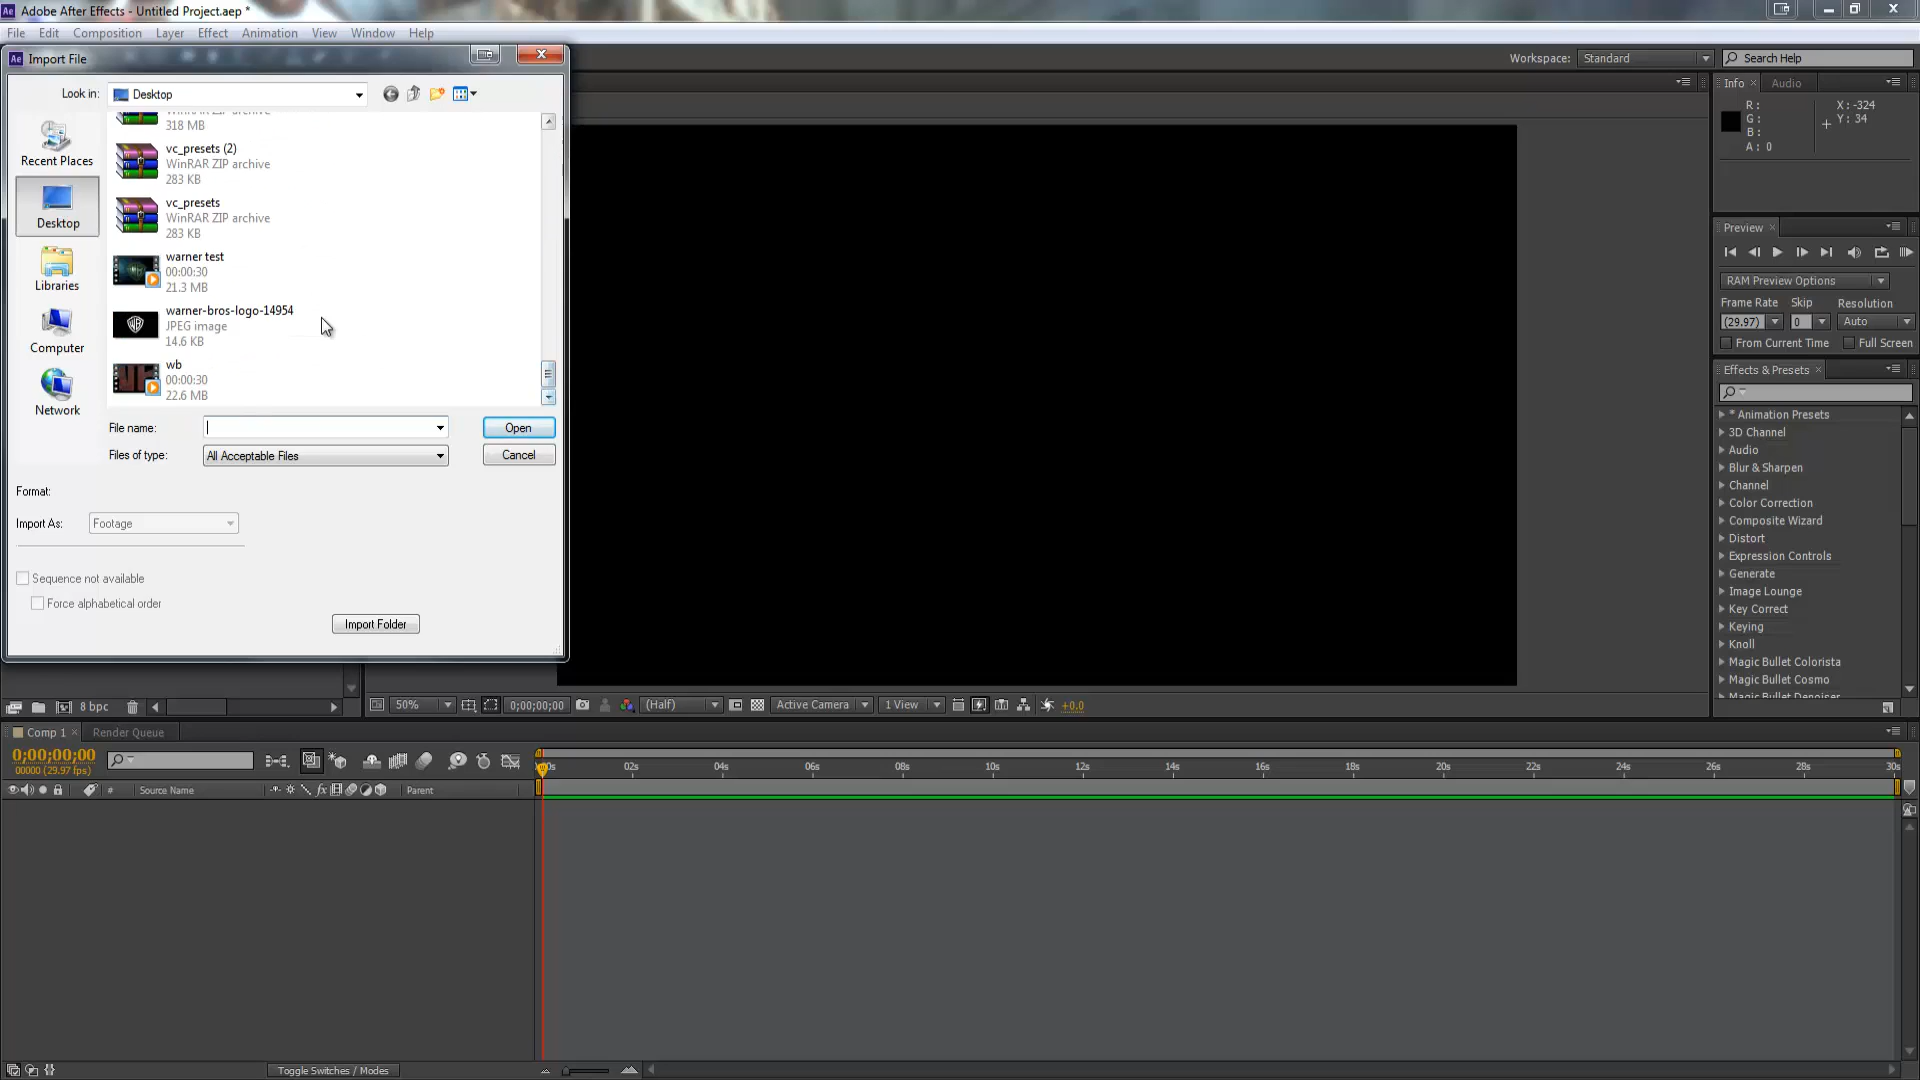 Adobe After Effects - Untitled Project.aep *
File Edit Composition Layer Effect Animation View Window Help
Import File
Workspace: Standard
Search Help
Look in: Desktop
Info Audio
R: X: -324
G: Y: 34
B:
A: 0
Recent Places
Desktop
Libraries
Computer
Network
WinRAR ZIP archive
318 MB
vc_presets (2)
WinRAR ZIP archive
283 KB
vc_presets
WinRAR ZIP archive
283 KB
warner test
00:00:30
21.3 MB
warner-bros-logo-14954
JPEG image
14.6 KB
wb
00:00:30
22.6 MB
File name: Open
Files of type: All Acceptable Files Cancel
Format:
Import As: Footage
Sequence not available
Force alphabetical order
Import Folder
Preview
RAM Preview Options
Frame Rate Skip Resolution
(29.97) 0 Auto
From Current Time Full Screen
Effects & Presets
* Animation Presets
3D Channel
Audio
Blur & Sharpen
Channel
Color Correction
Composite Wizard
Distort
Expression Controls
Generate
Image Lounge
Key Correct
Keying
Knoll
Magic Bullet Colorista
Magic Bullet Cosmo
Magic Bullet Denoiser
8 bpc
50% 0;00;00;00 (Half) Active Camera 1 View +0.0
Comp 1 Render Queue
0;00;00;00
00000 (29.97 fps)
02s 04s 06s 08s 10s 12s 14s 16s 18s 20s 22s 24s 26s 28s 30s
# Source Name fx Parent
Toggle Switches / Modes